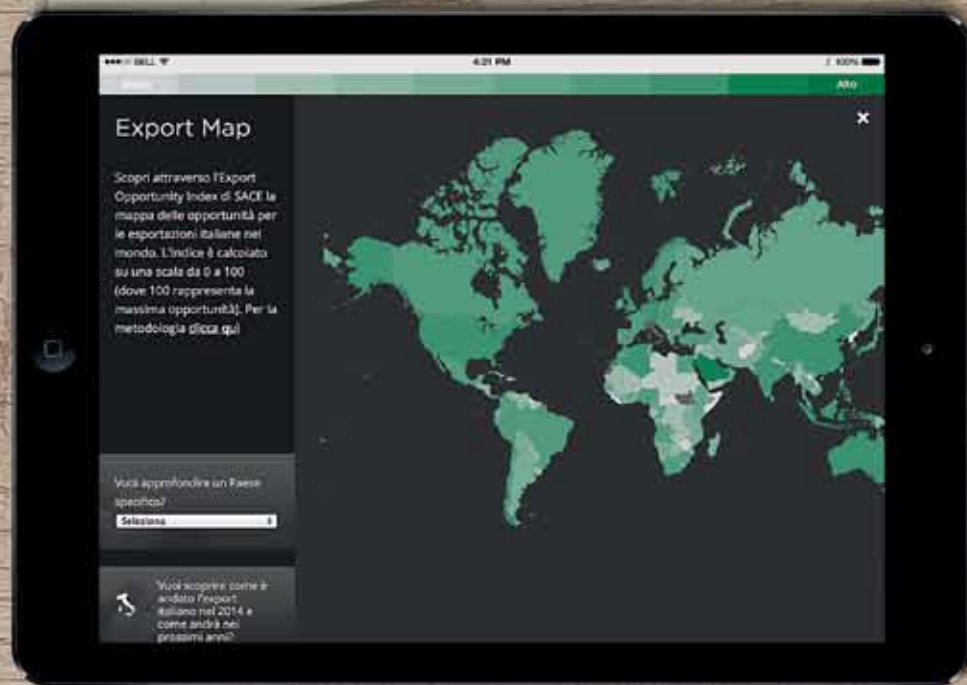 BELL
4:21 PM
100%
Alto
Export Map
Scopri attraverso l'Export
Opportunity Index di SACE la
mappa delle opportunità per
le esportazioni italiane nel
mondo. L'indice è calcolato
su una scala da 0 a 100
(dove 100 rappresenta la
massima opportunità). Per la
metodologia clicca qui
Vuoi approfondire un Paese
specifico?
Seleziona
Vuoi scoprire come è
andato l'export
italiano nel 2014 e
come andrà nei
prossimi anni?